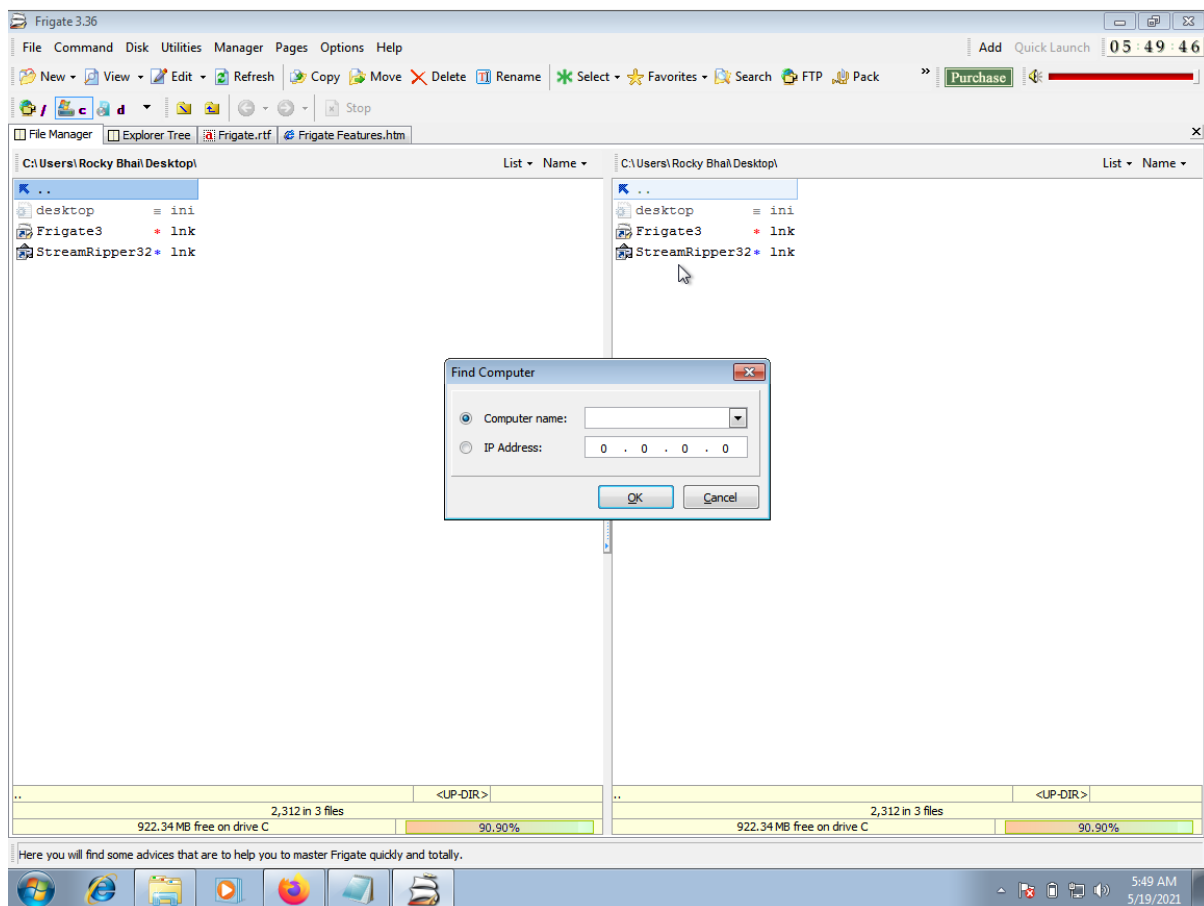 Frigate 3.36
File Command Disk Utilities Manager Pages Options Help
Add Quick Launch 05:49:46
New View Edit Refresh Copy Move Delete Rename Select Favorites Search FTP Pack » Purchase
/ c d Stop
File Manager Explorer Tree a Frigate.rtf Frigate Features.htm
C:\Users\Rocky Bhai\Desktop\ List Name
C:\Users\Rocky Bhai\Desktop\ List Name
..
desktop ≡ ini
Frigate3 * lnk
StreamRipper32* lnk
..
desktop ≡ ini
Frigate3 * lnk
StreamRipper32* lnk
Find Computer
Computer name:
IP Address: 0 . 0 . 0 . 0
OK Cancel
.. <UP-DIR>
2,312 in 3 files
922.34 MB free on drive C 90.90%
.. <UP-DIR>
2,312 in 3 files
922.34 MB free on drive C 90.90%
Here you will find some advices that are to help you to master Frigate quickly and totally.
5:49 AM
5/19/2021